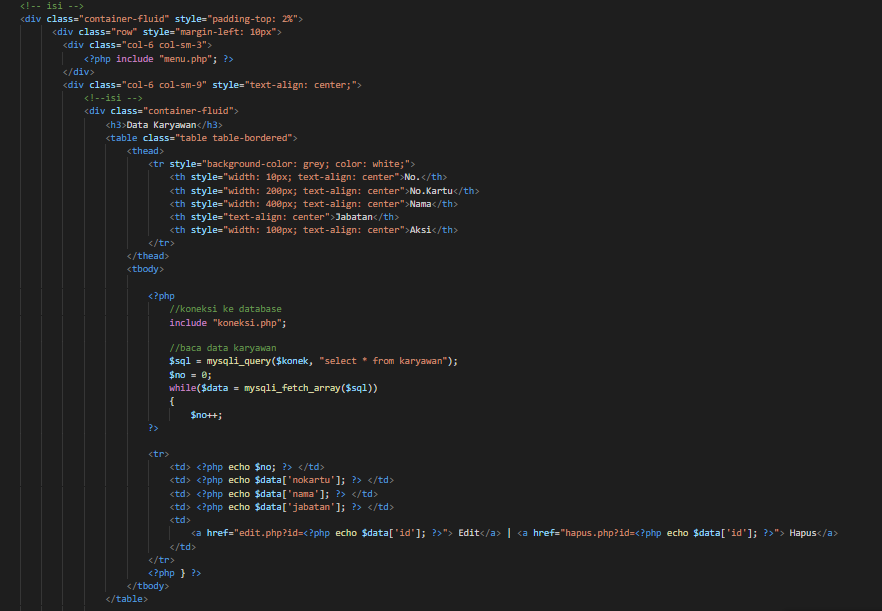 <!-- isi -->
<div class="container-fluid" style="padding-top: 2%">
<div class="row" style="margin-left: 10px">
<div class="col-6 col-sm-3">
<?php include "menu.php"; ?>
</div>
<div class="col-6 col-sm-9" style="text-align: center;">
<!--isi -->
<div class="container-fluid">
<h3>Data Karyawan</h3>
<table class="table table-bordered">
<thead>
<tr style="background-color: grey; color: white;">
<th style="width: 10px; text-align: center">No.</th>
<th style="width: 200px; text-align: center">No.Kartu</th>
<th style="width: 400px; text-align: center">Nama</th>
<th style="text-align: center">Jabatan</th>
<th style="width: 100px; text-align: center">Aksi</th>
</tr>
</thead>
<tbody>
<?php
//koneksi ke database
include "koneksi.php";
//baca data karyawan
$sql = mysqli_query($konek, "select * from karyawan");
$no = 0;
while($data = mysqli_fetch_array($sql))
{
$no++;
?>
<tr>
<td> <?php echo $no; ?> </td>
<td> <?php echo $data['nokartu']; ?> </td>
<td> <?php echo $data['nama']; ?> </td>
<td> <?php echo $data['jabatan']; ?> </td>
<td>
<a href="edit.php?id=<?php echo $data['id']; ?>"> Edit</a> | <a href="hapus.php?id=<?php echo $data['id']; ?>"> Hapus</a>
</td>
</tr>
<?php } ?>
</tbody>
</table>